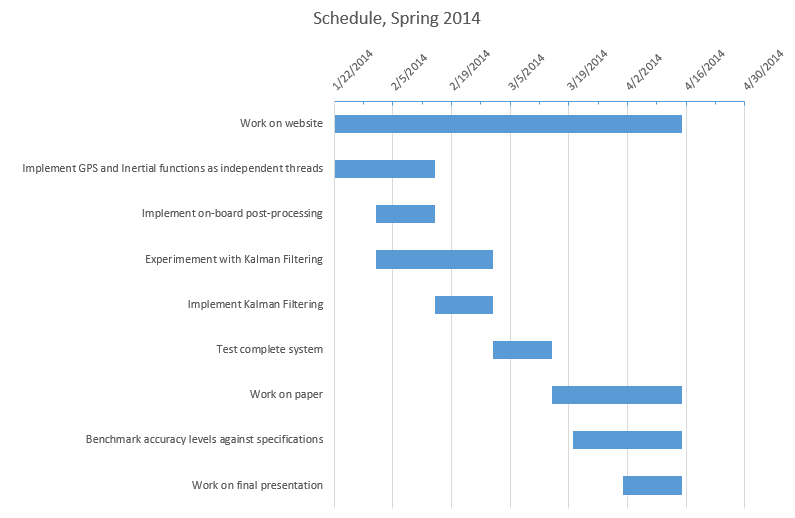 Schedule, Spring 2014
1/22/2014
2/5/2014
2/19/2014
3/5/2014
3/19/2014
4/2/2014
4/16/2014
4/30/2014
Work on website
Implement GPS and Inertial functions as independent threads
Implement on-board post-processing
Experimement with Kalman Filtering
Implement Kalman Filtering
Test complete system
Work on paper
Benchmark accuracy levels against specifications
Work on final presentation